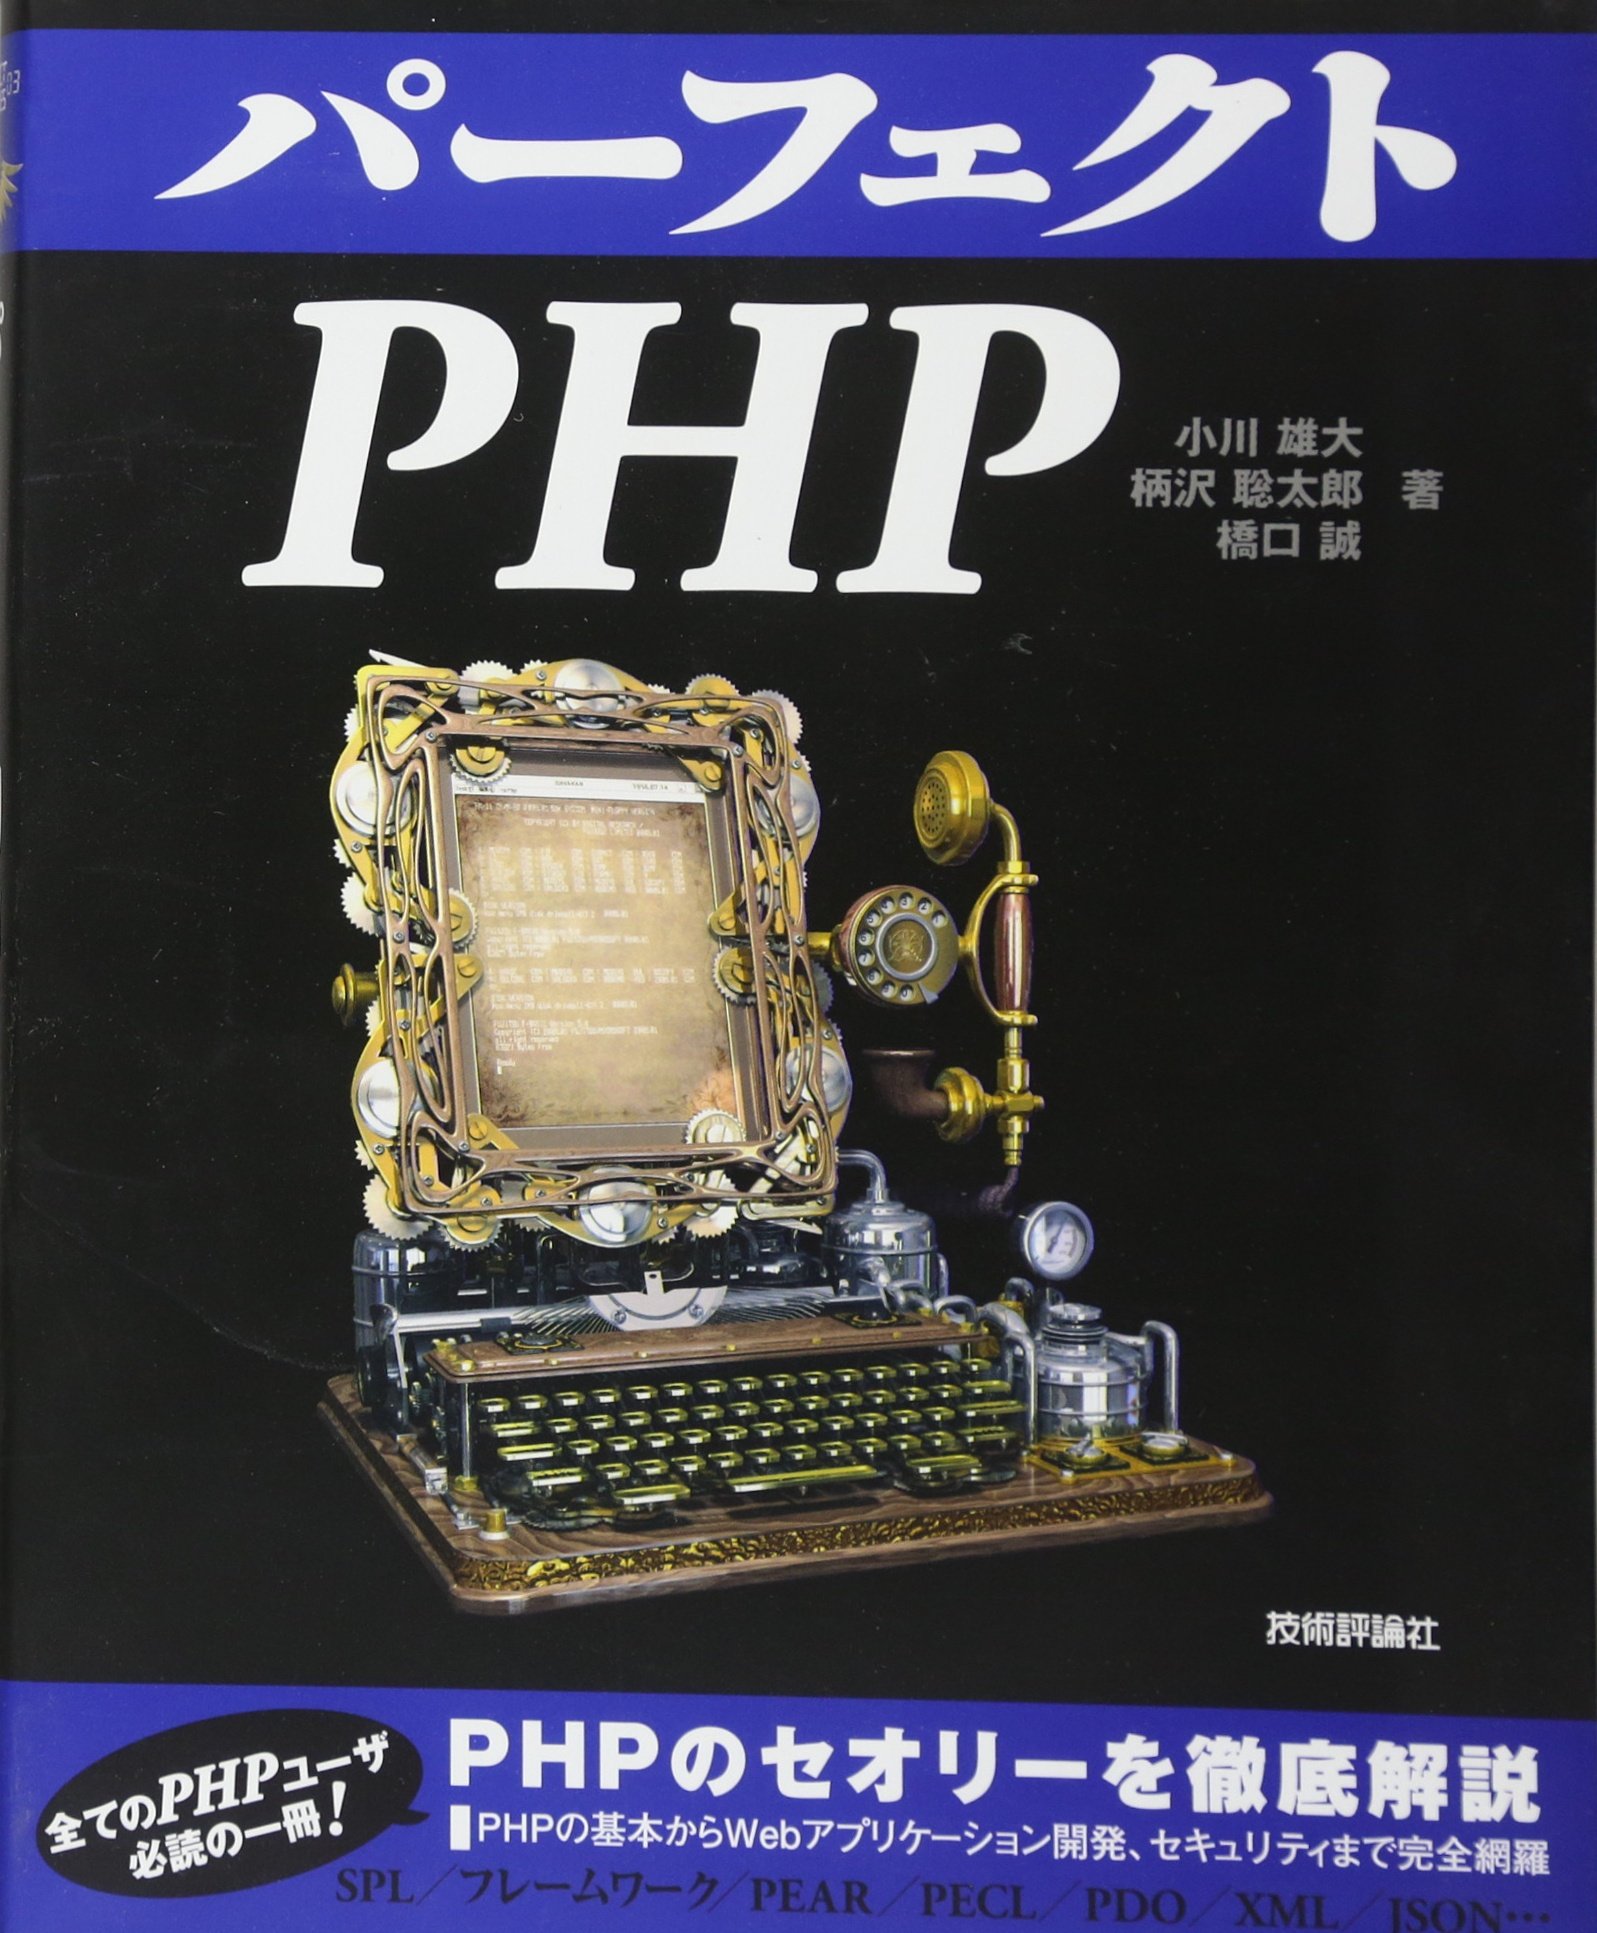 パーフェクト
PHP
小川 雄大
柄沢 聡太郎 著
橋口 誠
技術評論社
全てのPHPユーザ
必読の一冊!
PHPのセオリーを徹底解説
PHPの基本からWebアプリケーション開発、セキュリティまで完全網羅
SPL/フレームワーク/PEAR/PECL/PDO/XML/JSON…